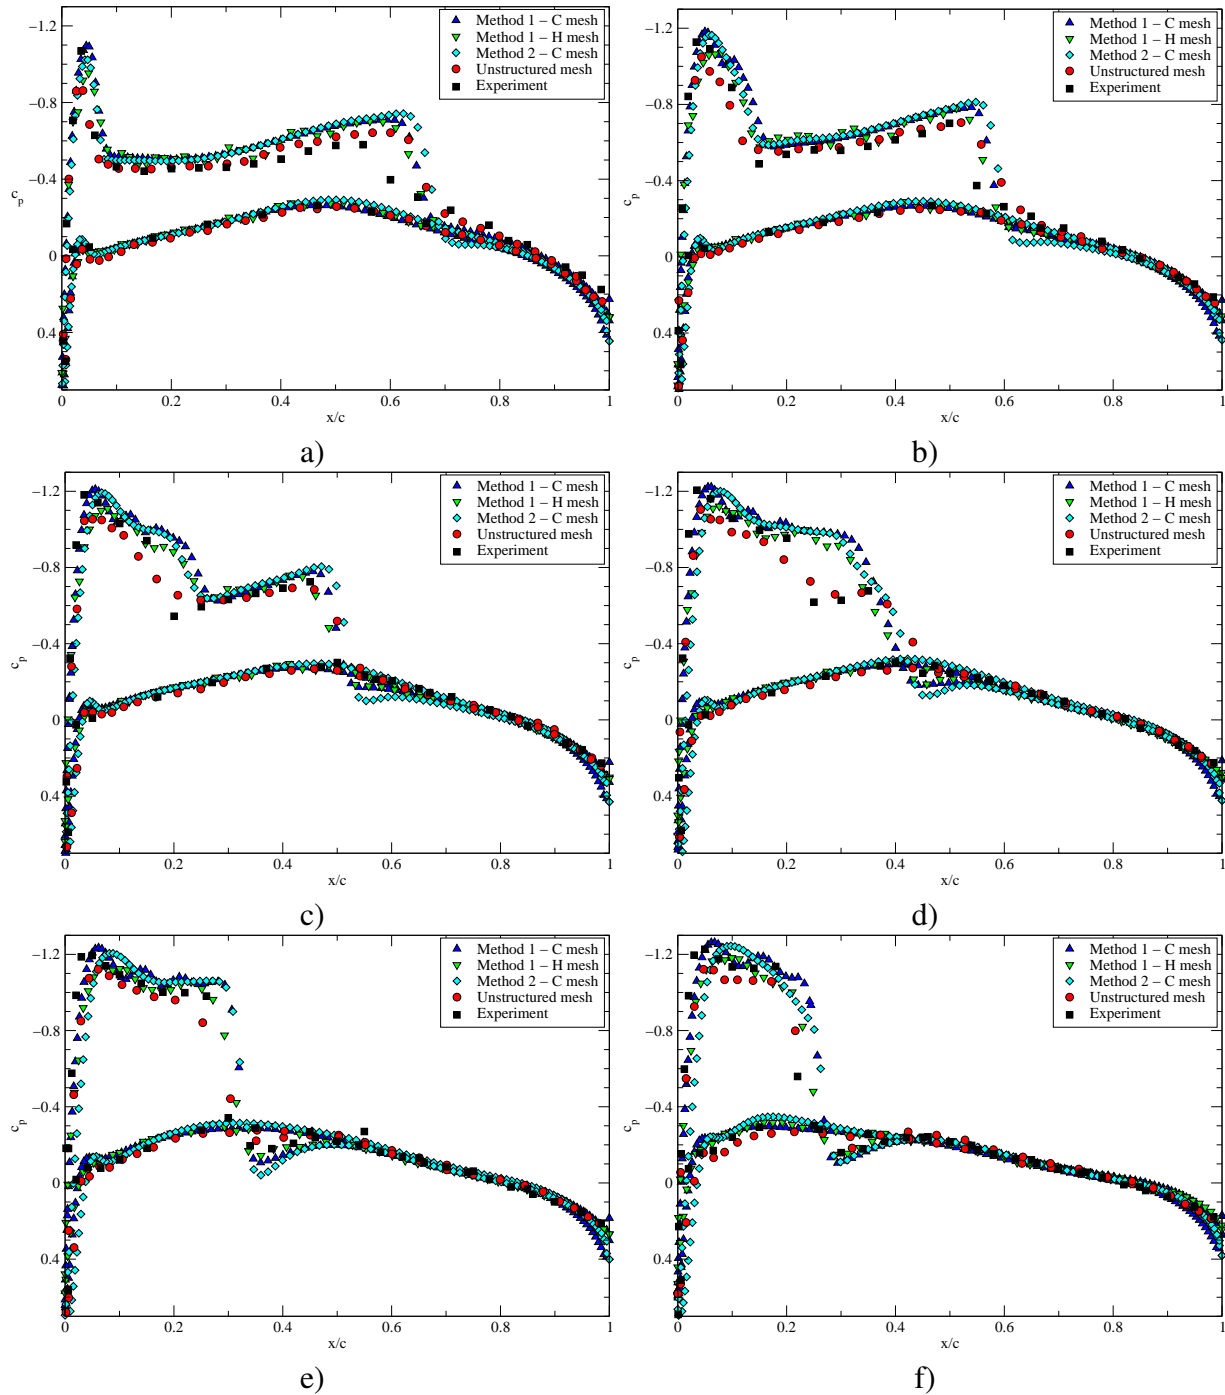 −1.2
−0.8
−0.4
0
0.4
c_p
0 0.2 0.4 0.6 0.8 1
x/c
Method 1 – C mesh
Method 1 – H mesh
Method 2 – C mesh
Unstructured mesh
Experiment
a)
−1.2
−0.8
−0.4
0
0.4
c_p
0 0.2 0.4 0.6 0.8 1
x/c
Method 1 – C mesh
Method 1 – H mesh
Method 2 – C mesh
Unstructured mesh
Experiment
b)
−1.2
−0.8
−0.4
0
0.4
c_p
0 0.2 0.4 0.6 0.8 1
x/c
Method 1 – C mesh
Method 1 – H mesh
Method 2 – C mesh
Unstructured mesh
Experiment
c)
−1.2
−0.8
−0.4
0
0.4
c_p
0 0.2 0.4 0.6 0.8 1
x/c
Method 1 – C mesh
Method 1 – H mesh
Method 2 – C mesh
Unstructured mesh
Experiment
d)
−1.2
−0.8
−0.4
0
0.4
c_p
0 0.2 0.4 0.6 0.8 1
x/c
Method 1 – C mesh
Method 1 – H mesh
Method 2 – C mesh
Unstructured mesh
Experiment
e)
−1.2
−0.8
−0.4
0
0.4
c_p
0 0.2 0.4 0.6 0.8 1
x/c
Method 1 – C mesh
Method 1 – H mesh
Method 2 – C mesh
Unstructured mesh
Experiment
f)